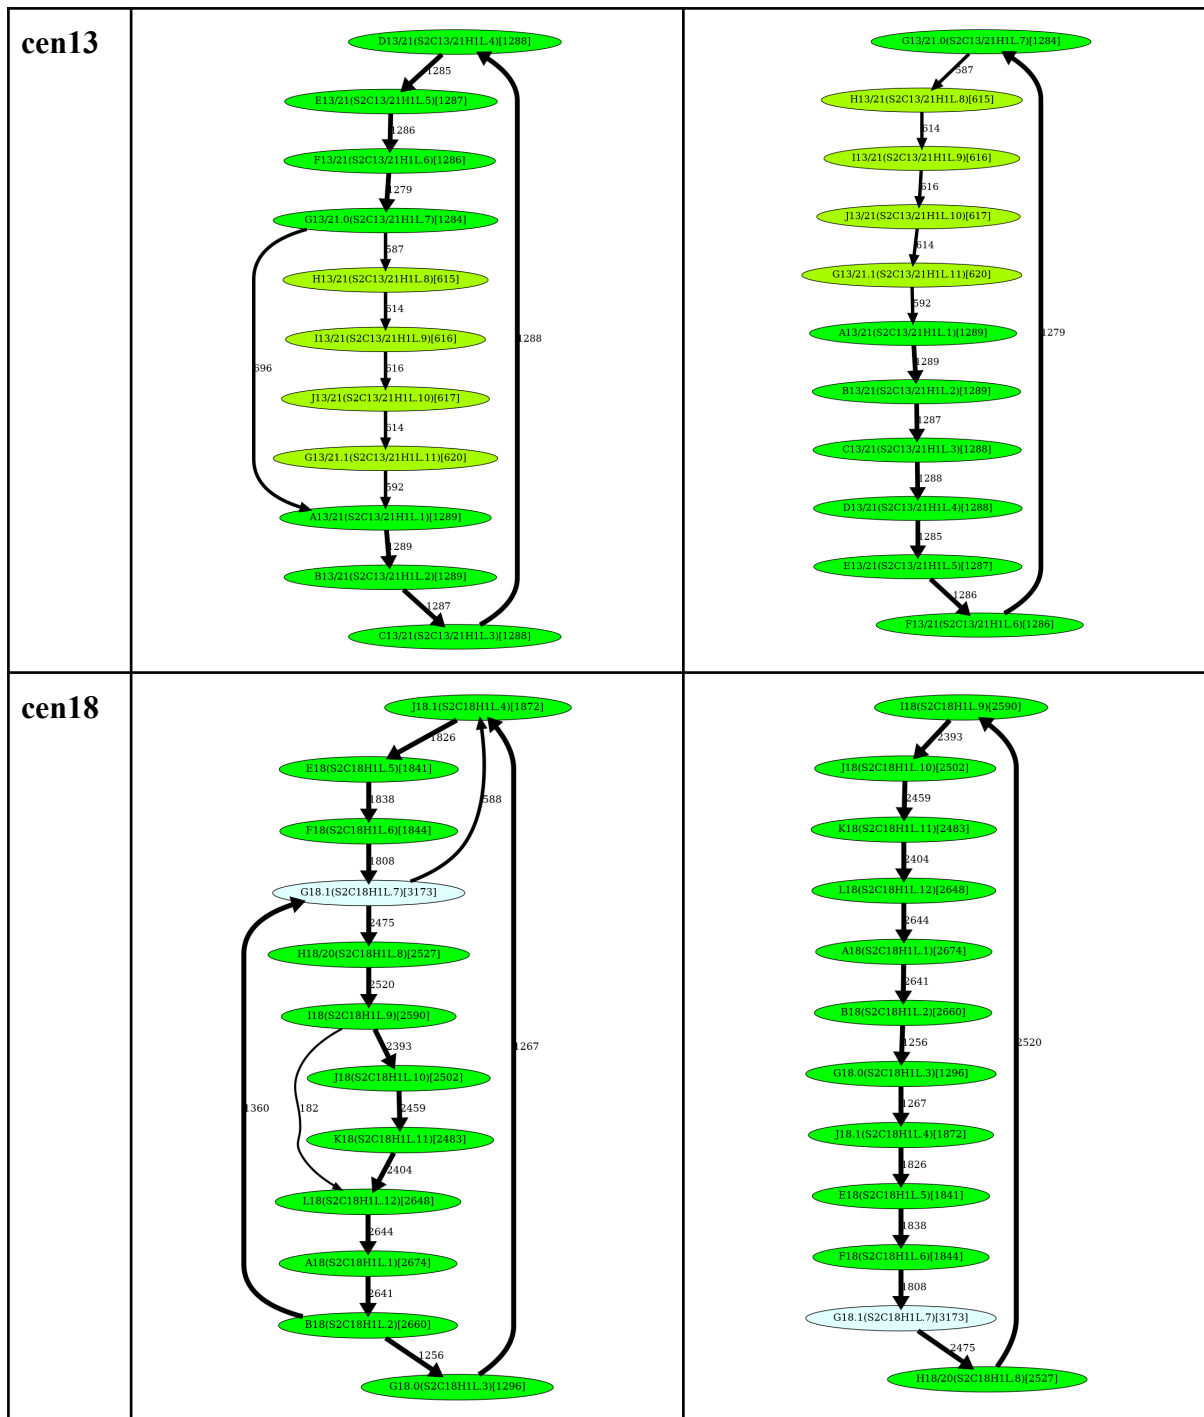 cen13
D13/21(S2C13/21H1L.4)[1288]
1285
E13/21(S2C13/21H1L.5)[1287]
1286
F13/21(S2C13/21H1L.6)[1286]
1279
G13/21.0(S2C13/21H1L.7)[1284]
587
H13/21(S2C13/21H1L.8)[615]
614
I13/21(S2C13/21H1L.9)[616]
1288
696
616
J13/21(S2C13/21H1L.10)[617]
614
G13/21.1(S2C13/21H1L.11)[620]
592
A13/21(S2C13/21H1L.1)[1289]
1289
B13/21(S2C13/21H1L.2)[1289]
1287
C13/21(S2C13/21H1L.3)[1288]
G13/21.0(S2C13/21H1L.7)[1284]
587
H13/21(S2C13/21H1L.8)[615]
614
I13/21(S2C13/21H1L.9)[616]
616
J13/21(S2C13/21H1L.10)[617]
614
G13/21.1(S2C13/21H1L.11)[620]
592
A13/21(S2C13/21H1L.1)[1289]
1279
1289
B13/21(S2C13/21H1L.2)[1289]
1287
C13/21(S2C13/21H1L.3)[1288]
1288
D13/21(S2C13/21H1L.4)[1288]
1285
E13/21(S2C13/21H1L.5)[1287]
1286
F13/21(S2C13/21H1L.6)[1286]
cen18
J18.1(S2C18H1L.4)[1872]
1826
E18(S2C18H1L.5)[1841]
1838
588
F18(S2C18H1L.6)[1844]
1808
G18.1(S2C18H1L.7)[3173]
2475
H18/20(S2C18H1L.8)[2527]
2520
I18(S2C18H1L.9)[2590]
2393
1267
J18(S2C18H1L.10)[2502]
1360
182
2459
K18(S2C18H1L.11)[2483]
2404
L18(S2C18H1L.12)[2648]
2644
A18(S2C18H1L.1)[2674]
2641
B18(S2C18H1L.2)[2660]
1256
G18.0(S2C18H1L.3)[1296]
I18(S2C18H1L.9)[2590]
2393
J18(S2C18H1L.10)[2502]
2459
K18(S2C18H1L.11)[2483]
2404
L18(S2C18H1L.12)[2648]
2644
A18(S2C18H1L.1)[2674]
2641
B18(S2C18H1L.2)[2660]
1256
2520
G18.0(S2C18H1L.3)[1296]
1267
J18.1(S2C18H1L.4)[1872]
1826
E18(S2C18H1L.5)[1841]
1838
F18(S2C18H1L.6)[1844]
1808
G18.1(S2C18H1L.7)[3173]
2475
H18/20(S2C18H1L.8)[2527]